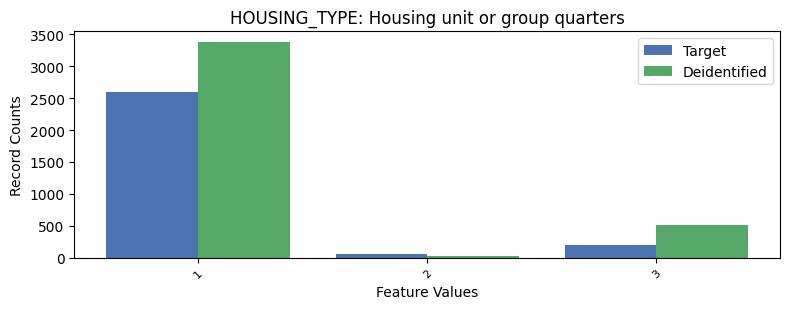 HOUSING_TYPE: Housing unit or group quarters
Target
Deidentified
Record Counts
3500
3000
2500
2000
1500
1000
500
0
1
2
3
Feature Values